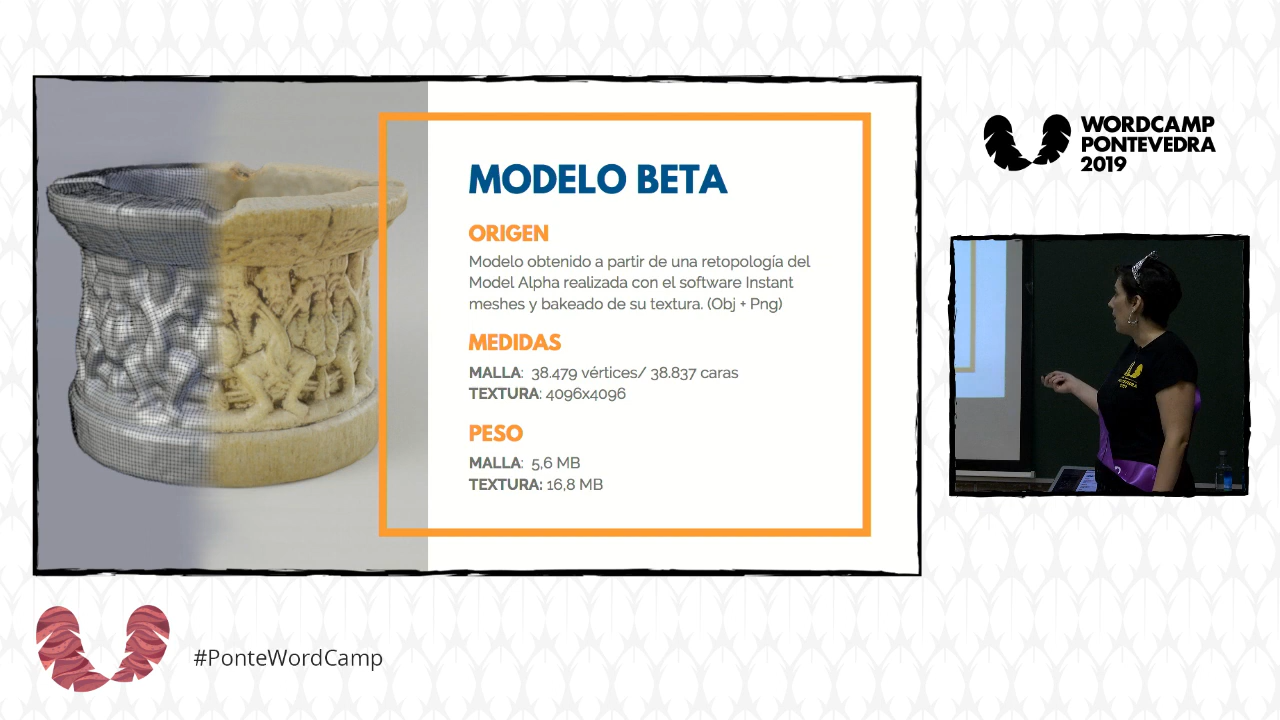 MODELO BETA
ORIGEN
Modelo obtenido a partir de una retopología del
Model Alpha realizada con el software Instant
meshes y bakeado de su textura. (Obj + Png)
MEDIDAS
MALLA: 38.479 vértices/ 38.837 caras
TEXTURA: 4096x4096
PESO
MALLA: 5,6 MB
TEXTURA: 16,8 MB
WORDCAMP
PONTEVEDRA
2019
#PonteWordCamp